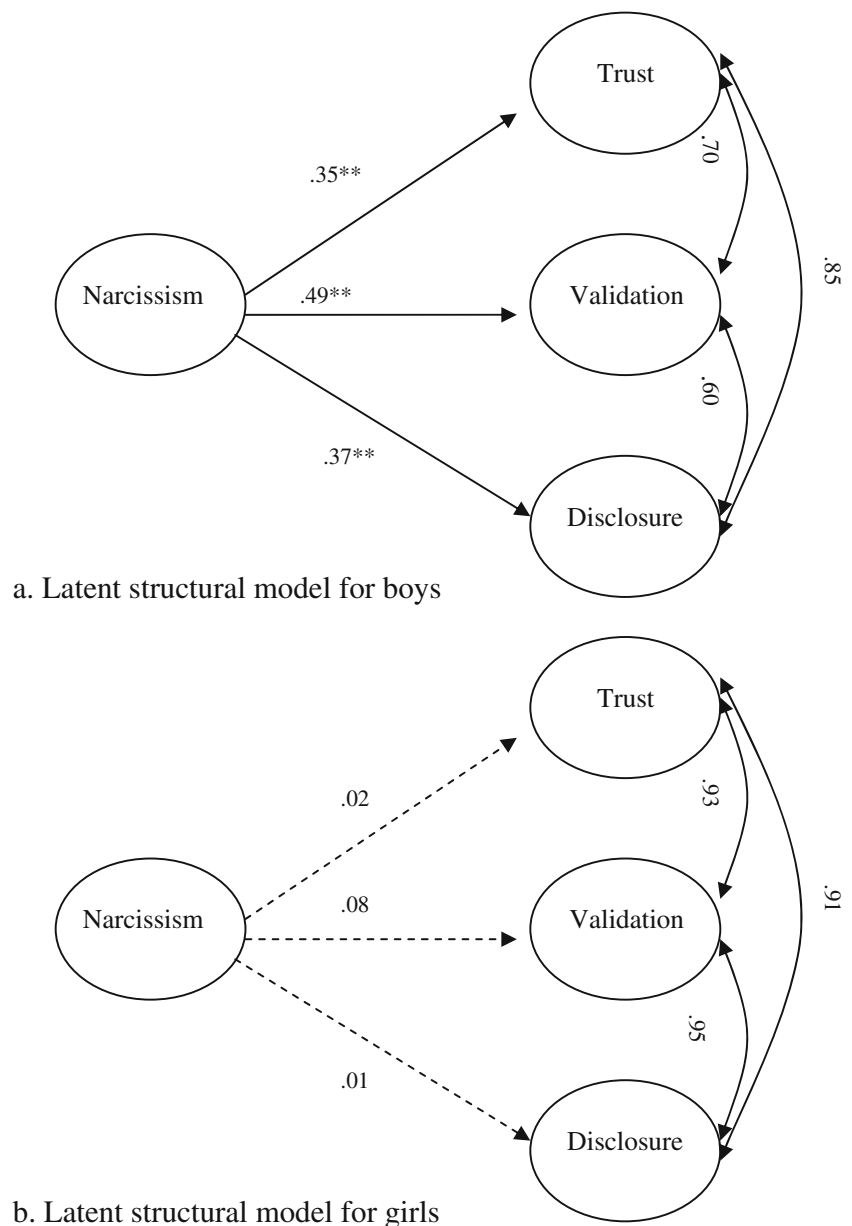 Trust
.70
.35**
.85
Narcissism
.49**
Validation
.60
.37**
Disclosure
a. Latent structural model for boys
Trust
.93
.02
.91
Narcissism
.08
Validation
.95
.01
Disclosure
b. Latent structural model for girls